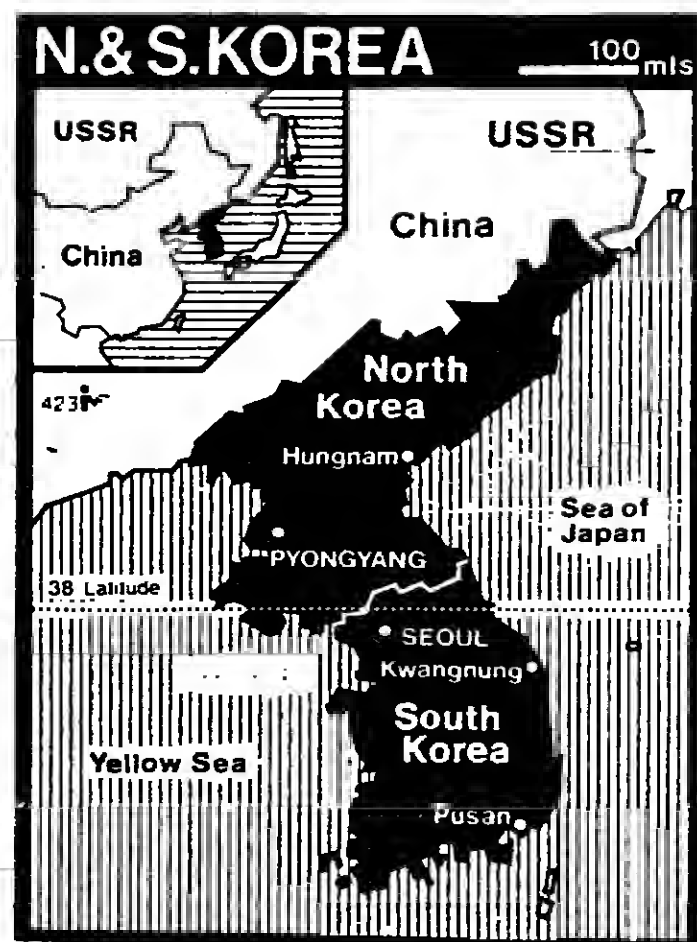 N.& S.KOREA
100 mls
USSR
China
USSR
China
North
Korea
Hungnam
Sea of
Japan
PYONGYANG
38 Latitude
SEOUL
Kwangnung
South
Korea
Yellow Sea
Pusan